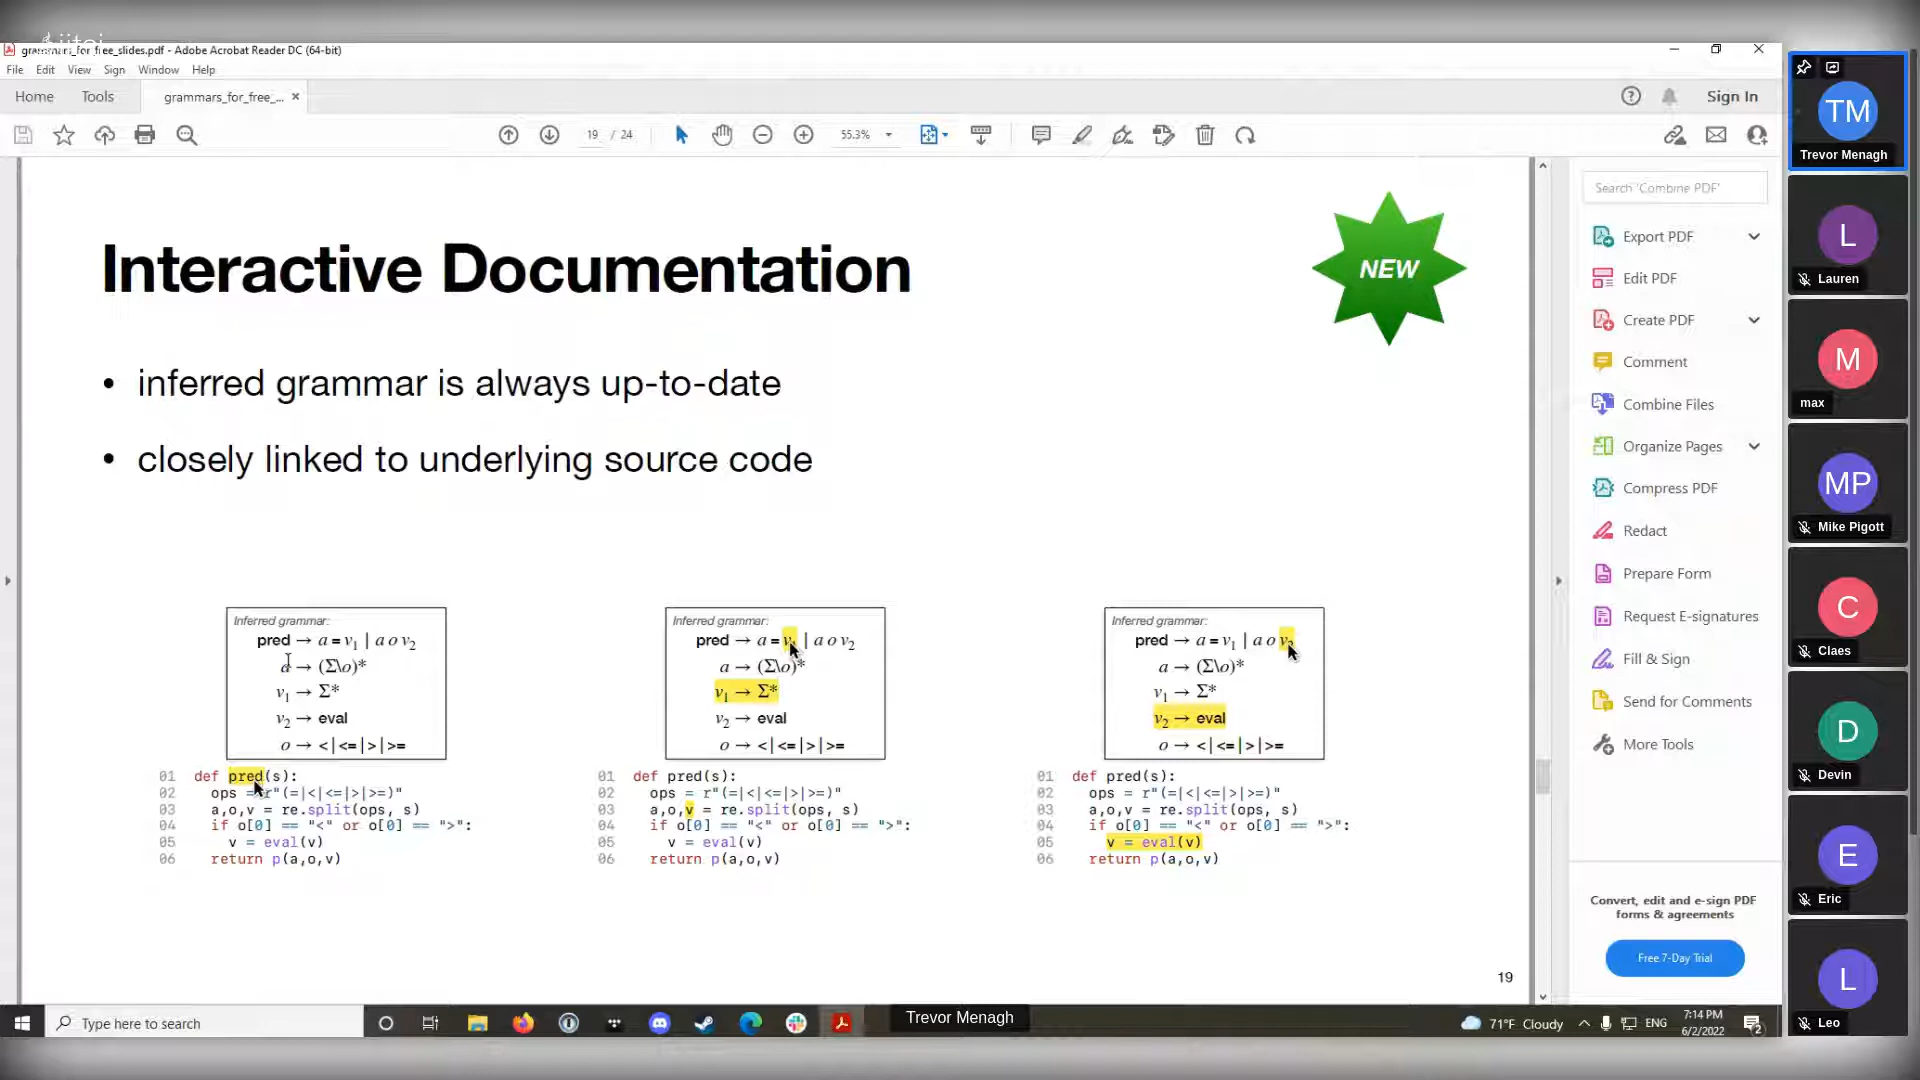 jitsi
grammars_for_free_slides.pdf - Adobe Acrobat Reader DC (64-bit)
File Edit View Sign Window Help
Home Tools grammars_for_free_... ×
Sign In
19 / 24
55.3%
Interactive Documentation
NEW
• inferred grammar is always up-to-date
• closely linked to underlying source code
Inferred grammar:
pred → a = v₁ | a o v₂
a → (Σ\o)*
v₁ → Σ*
v₂ → eval
o → <|<=|>|>=
01 def pred(s):
02 ops = r"(=|<|<=|>|>=)"
03 a,o,v = re.split(ops, s)
04 if o[0] == "<" or o[0] == ">":
05 v = eval(v)
06 return p(a,o,v)
Inferred grammar:
pred → a = v₁ | a o v₂
a → (Σ\o)*
v₁ → Σ*
v₂ → eval
o → <|<=|>|>=
01 def pred(s):
02 ops = r"(=|<|<=|>|>=)"
03 a,o,v = re.split(ops, s)
04 if o[0] == "<" or o[0] == ">":
05 v = eval(v)
06 return p(a,o,v)
Inferred grammar:
pred → a = v₁ | a o v₂
a → (Σ\o)*
v₁ → Σ*
v₂ → eval
o → <|<=|>|>=
01 def pred(s):
02 ops = r"(=|<|<=|>|>=)"
03 a,o,v = re.split(ops, s)
04 if o[0] == "<" or o[0] == ">":
05 v = eval(v)
06 return p(a,o,v)
19
Search 'Combine PDF'
Export PDF
Edit PDF
Create PDF
Comment
Combine Files
Organize Pages
Compress PDF
Redact
Prepare Form
Request E-signatures
Fill & Sign
Send for Comments
More Tools
Convert, edit and e-sign PDF
forms & agreements
Free 7-Day Trial
TM
Trevor Menagh
L
Lauren
M
max
MP
Mike Pigott
C
Claes
D
Devin
E
Eric
L
Leo
Type here to search
Trevor Menagh
71°F Cloudy
ENG
7:14 PM
6/2/2022
2